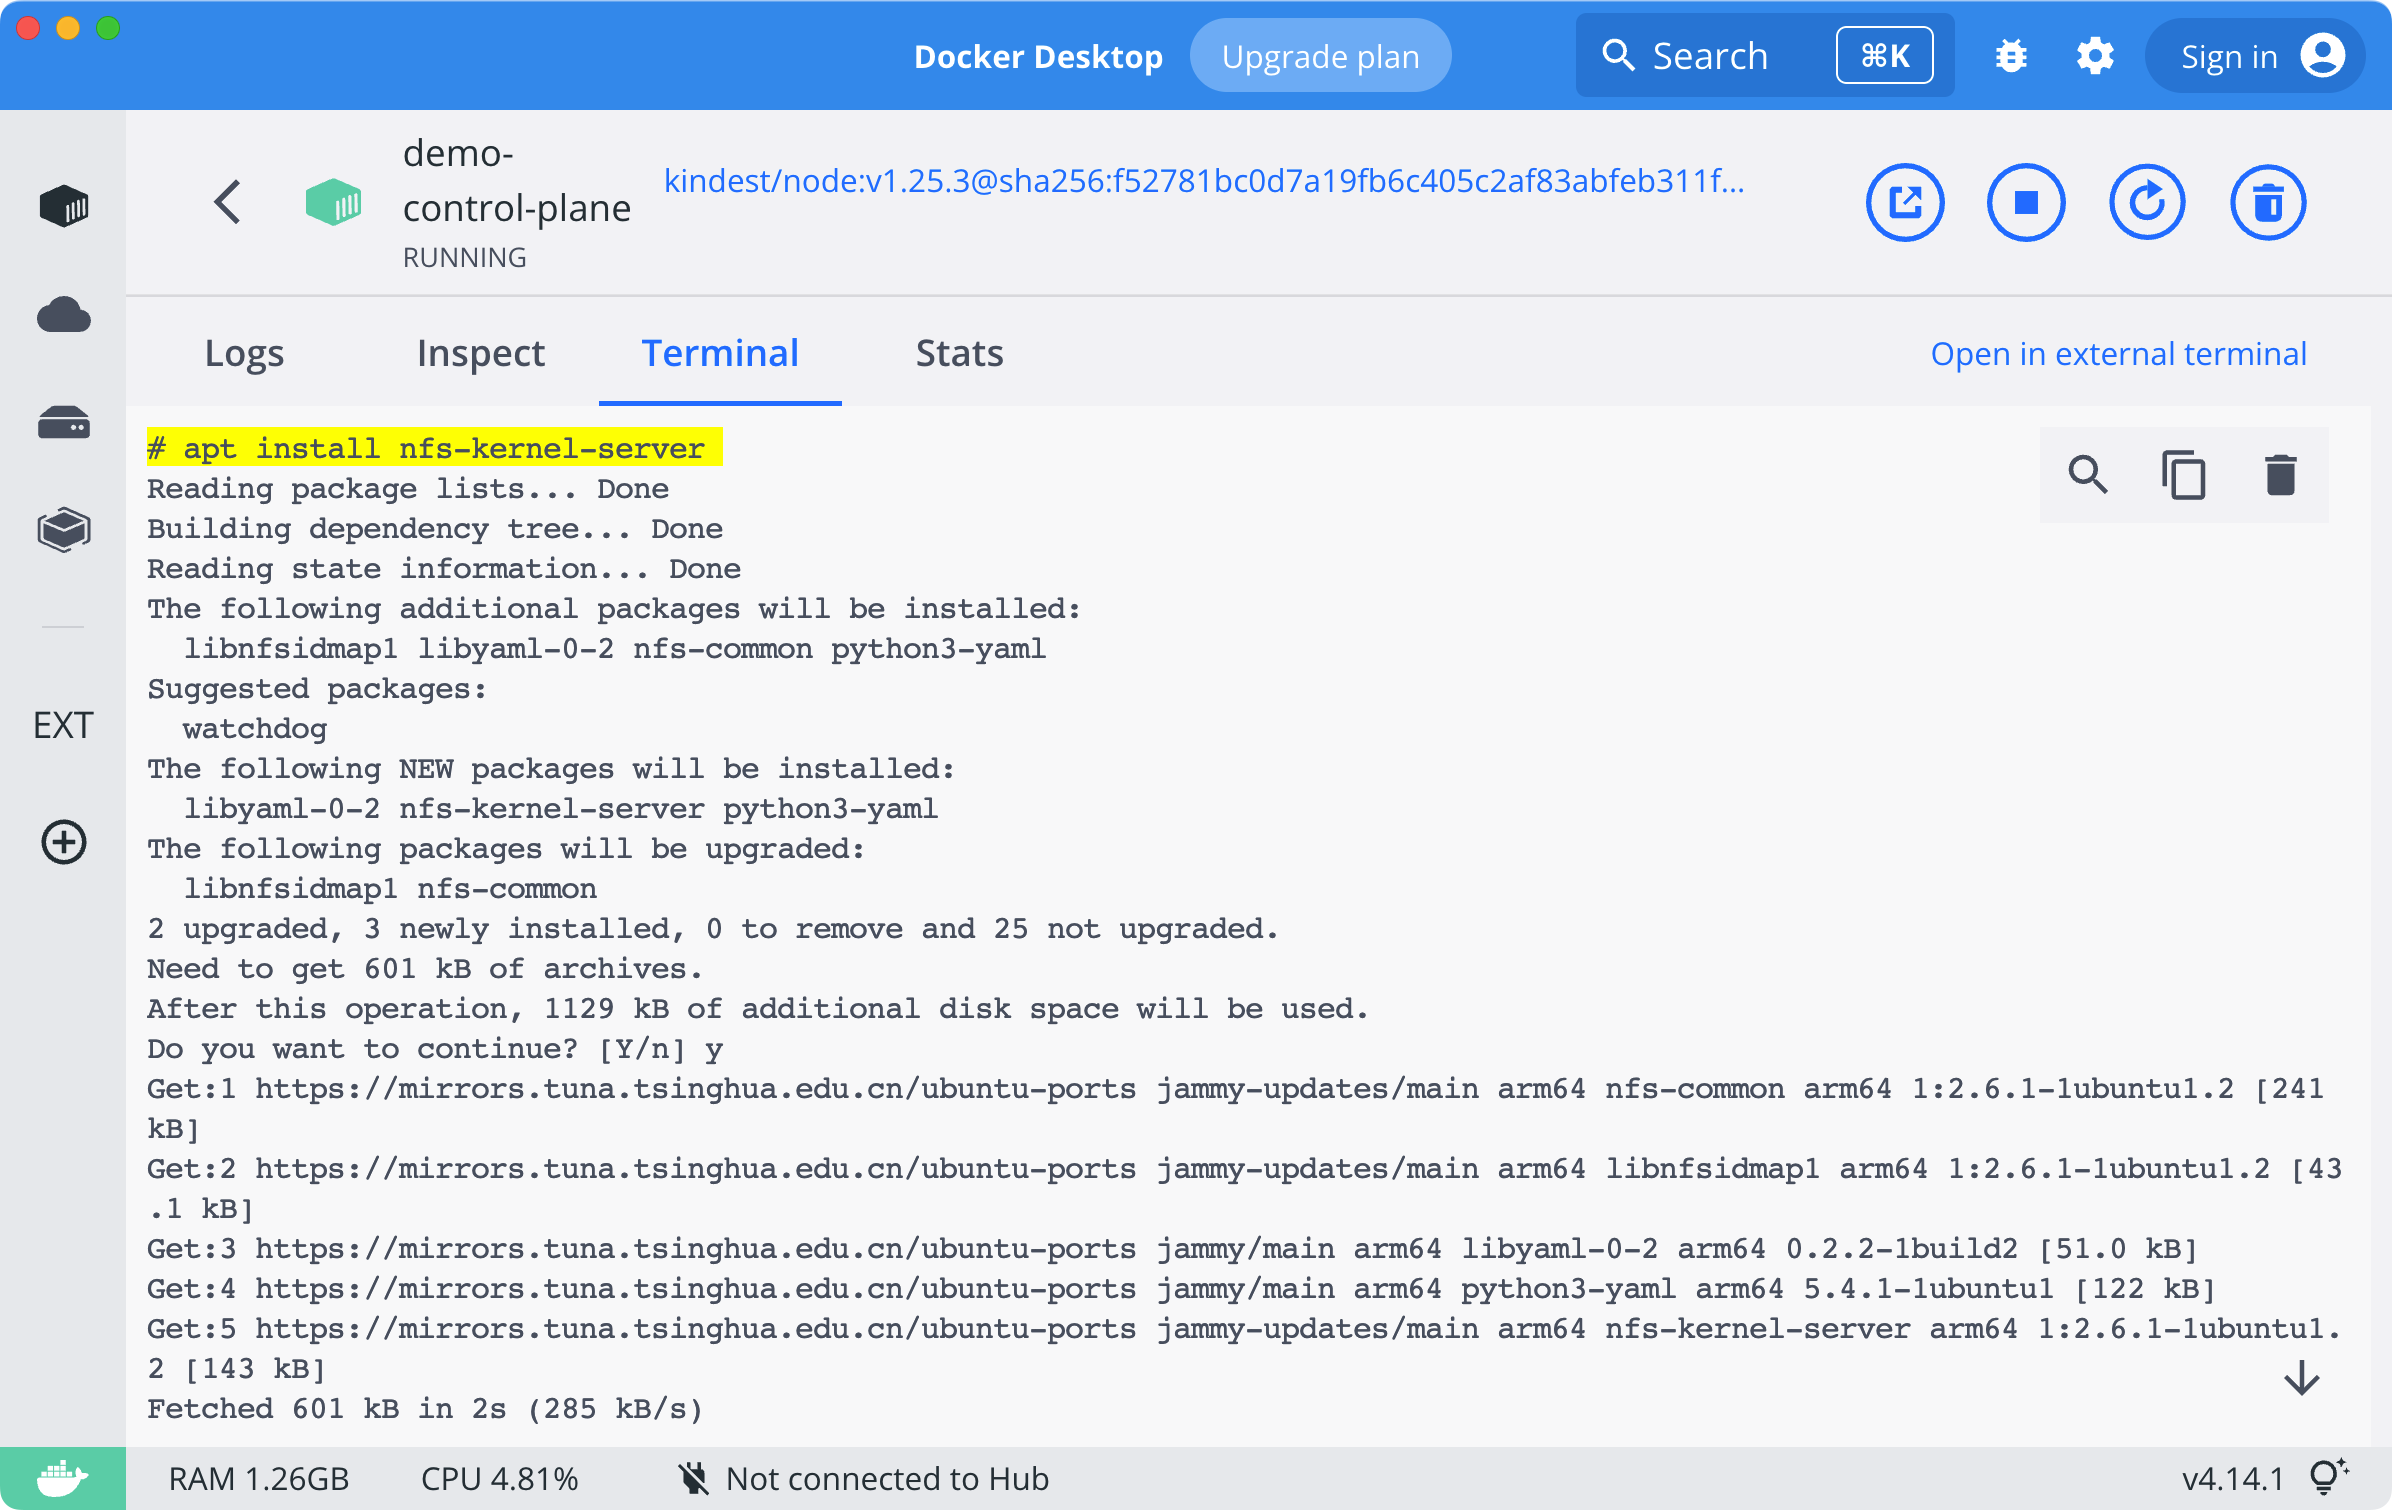 Docker Desktop Upgrade plan Search ⌘K Sign in
demo-
control-plane
RUNNING
kindest/node:v1.25.3@sha256:f52781bc0d7a19fb6c405c2af83abfeb311f...
Logs Inspect Terminal Stats Open in external terminal
# apt install nfs-kernel-server
Reading package lists... Done
Building dependency tree... Done
Reading state information... Done
The following additional packages will be installed:
  libnfsidmap1 libyaml-0-2 nfs-common python3-yaml
Suggested packages:
  watchdog
The following NEW packages will be installed:
  libyaml-0-2 nfs-kernel-server python3-yaml
The following packages will be upgraded:
  libnfsidmap1 nfs-common
2 upgraded, 3 newly installed, 0 to remove and 25 not upgraded.
Need to get 601 kB of archives.
After this operation, 1129 kB of additional disk space will be used.
Do you want to continue? [Y/n] y
Get:1 https://mirrors.tuna.tsinghua.edu.cn/ubuntu-ports jammy-updates/main arm64 nfs-common arm64 1:2.6.1-1ubuntu1.2 [241
kB]
Get:2 https://mirrors.tuna.tsinghua.edu.cn/ubuntu-ports jammy-updates/main arm64 libnfsidmap1 arm64 1:2.6.1-1ubuntu1.2 [43
.1 kB]
Get:3 https://mirrors.tuna.tsinghua.edu.cn/ubuntu-ports jammy/main arm64 libyaml-0-2 arm64 0.2.2-1build2 [51.0 kB]
Get:4 https://mirrors.tuna.tsinghua.edu.cn/ubuntu-ports jammy/main arm64 python3-yaml arm64 5.4.1-1ubuntu1 [122 kB]
Get:5 https://mirrors.tuna.tsinghua.edu.cn/ubuntu-ports jammy-updates/main arm64 nfs-kernel-server arm64 1:2.6.1-1ubuntu1.
2 [143 kB]
Fetched 601 kB in 2s (285 kB/s)
EXT
RAM 1.26GB CPU 4.81% Not connected to Hub v4.14.1